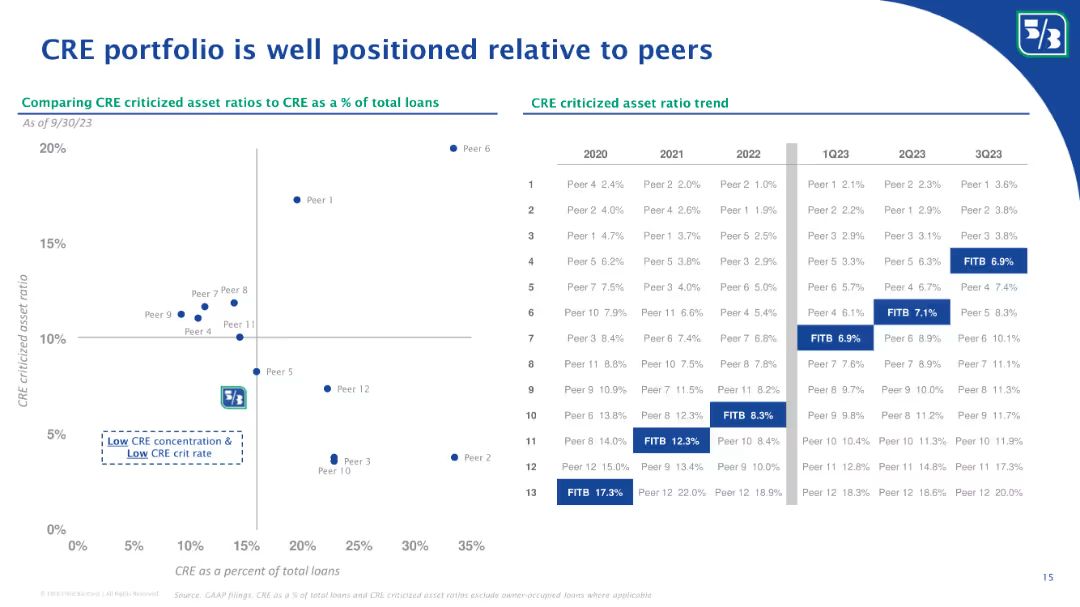 CRE portfolio is well positioned relative to peers
5/3
Comparing CRE criticized asset ratios to CRE as a % of total loans
As of 9/30/23
20%
15%
10%
5%
0%
CRE criticized asset ratio
Peer 6
Peer 1
Peer 7
Peer 8
Peer 9
Peer 4
Peer 11
Peer 5
Peer 12
5/3
Low CRE concentration &
Low CRE crit rate
Peer 3
Peer 10
Peer 2
0% 5% 10% 15% 20% 25% 30% 35%
CRE as a percent of total loans
CRE criticized asset ratio trend
2020 2021 2022 1Q23 2Q23 3Q23
1 Peer 4 2.4% Peer 2 2.0% Peer 2 1.0% Peer 1 2.1% Peer 2 2.3% Peer 1 3.6%
2 Peer 2 4.0% Peer 4 2.6% Peer 1 1.9% Peer 2 2.2% Peer 1 2.9% Peer 2 3.8%
3 Peer 1 4.7% Peer 1 3.7% Peer 5 2.5% Peer 3 2.9% Peer 3 3.1% Peer 3 3.8%
4 Peer 5 6.2% Peer 5 3.8% Peer 3 2.9% Peer 5 3.3% Peer 5 6.3% FITB 6.9%
5 Peer 7 7.5% Peer 3 4.0% Peer 6 5.0% Peer 6 5.7% Peer 4 6.7% Peer 4 7.4%
6 Peer 10 7.9% Peer 11 6.6% Peer 4 5.4% Peer 4 6.1% FITB 7.1% Peer 5 8.3%
7 Peer 3 8.4% Peer 6 7.4% Peer 7 6.8% FITB 6.9% Peer 6 8.9% Peer 6 10.1%
8 Peer 11 8.8% Peer 10 7.5% Peer 8 7.8% Peer 7 7.6% Peer 7 8.9% Peer 7 11.1%
9 Peer 9 10.9% Peer 7 11.5% Peer 11 8.2% Peer 8 9.7% Peer 9 10.0% Peer 8 11.3%
10 Peer 6 13.8% Peer 8 12.3% FITB 8.3% Peer 9 9.8% Peer 8 11.2% Peer 9 11.7%
11 Peer 8 14.0% FITB 12.3% Peer 10 8.4% Peer 10 10.4% Peer 10 11.3% Peer 10 11.9%
12 Peer 12 15.0% Peer 9 13.4% Peer 9 10.0% Peer 11 12.8% Peer 11 14.8% Peer 11 17.3%
13 FITB 17.3% Peer 12 22.0% Peer 12 18.9% Peer 12 18.3% Peer 12 18.6% Peer 12 20.0%
15
All Rights Reserved
Source: GAAP filings. CRE as a % of total loans and CRE criticized asset ratios exclude owner-occupied loans where applicable